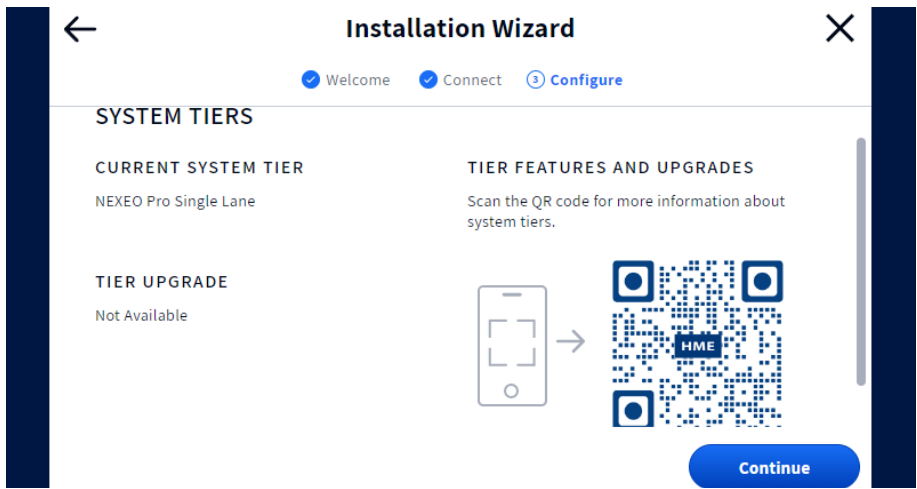 Installation Wizard
Welcome
Connect
3 Configure
SYSTEM TIERS
CURRENT SYSTEM TIER
NEXEO Pro Single Lane
TIER UPGRADE
Not Available
TIER FEATURES AND UPGRADES
Scan the QR code for more information about
system tiers.
HME
Continue